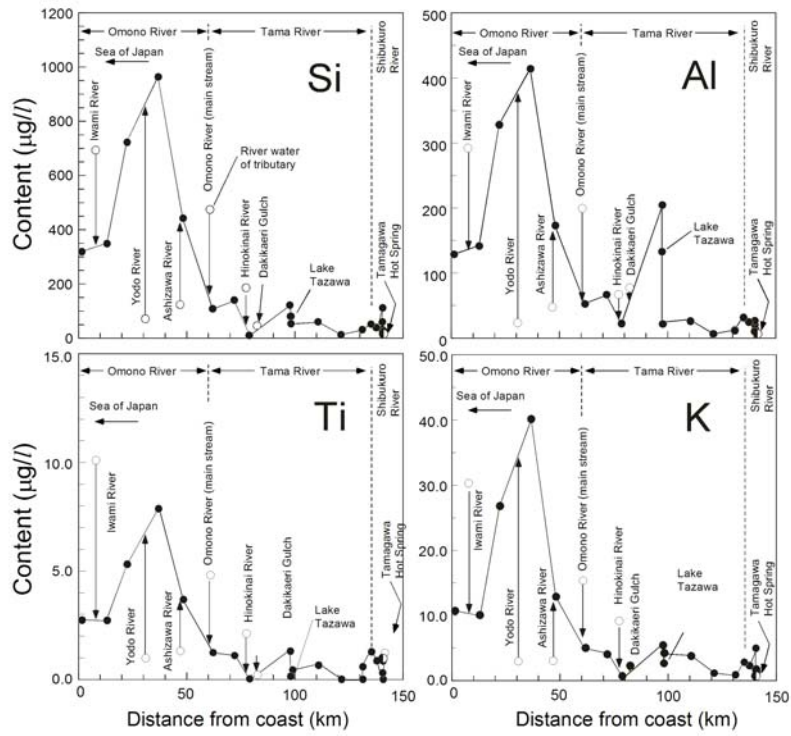 Content (µg/l)
1200
1000
900
800
600
400
200
100
0
Omono River
Tama River
Shibukuro River
Sea of Japan
Si
Iwami River
Yodo River
Ashizawa River
Omono River (main stream)
River water
of tributary
Hinokinai River
Dakikaeri Gulch
Lake
Tazawa
Tamagawa
Hot Spring
500
400
300
200
100
0
Omono River
Tama River
Shibukuro River
Sea of Japan
Al
Iwami River
Yodo River
Ashizawa River
Omono River (main stream)
Hinokinai River
Dakikaeri Gulch
Lake
Tazawa
Tamagawa
Hot Spring
Content (µg/l)
15.0
10.0
5.0
0.0
Omono River
Tama River
Shibukuro River
Sea of Japan
Ti
Iwami River
Yodo River
Ashizawa River
Omono River (main stream)
Hinokinai River
Dakikaeri Gulch
Lake
Tazawa
Tamagawa
Hot Spring
0
50
100
150
Distance from coast (km)
50.0
40.0
30.0
20.0
10.0
0.0
Omono River
Tama River
Shibukuro River
Sea of Japan
K
Iwami River
Yodo River
Ashizawa River
Omono River (main stream)
Hinokinai River
Dakikaeri Gulch
Lake
Tazawa
Tamagawa
Hot Spring
0
50
100
150
Distance from coast (km)